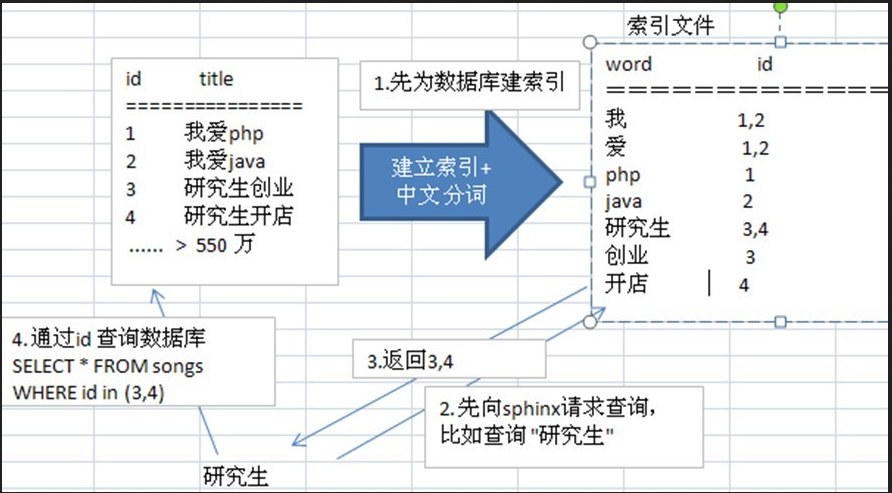 索引文件
id title
===============
1 我爱php
2 我爱java
3 研究生创业
4 研究生开店
...... > 550 万
1.先为数据库建索引
建立索引+
中文分词
word id
===============
我 1,2
爱 1,2
php 1
java 2
研究生 3,4
创业 3
开店 4
4.通过id 查询数据库
SELECT * FROM songs
WHERE id in (3,4)
3.返回3,4
2.先向sphinx请求查询，
比如查询 "研究生"
研究生